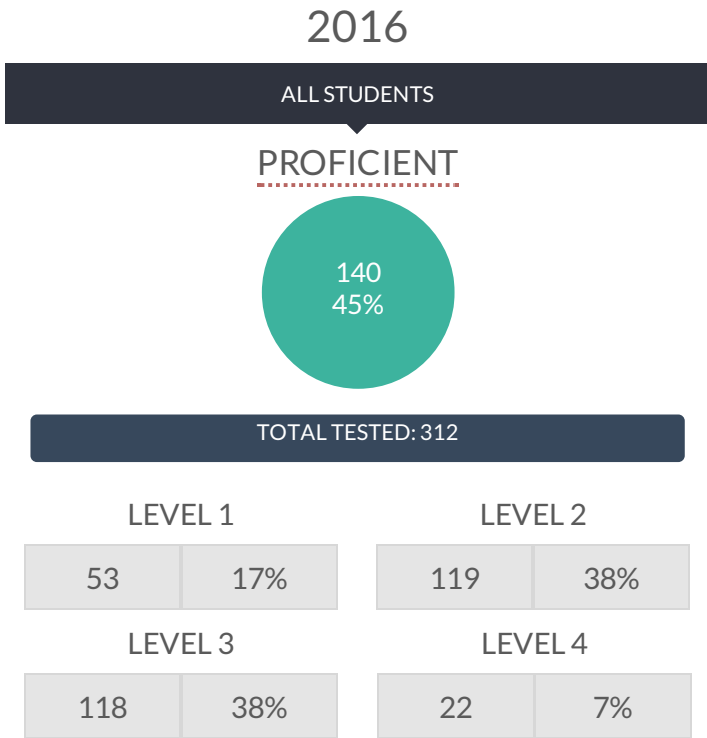 2016
ALL STUDENTS
PROFICIENT
140
45%
TOTAL TESTED: 312
LEVEL 1 LEVEL 2
53 17% 119 38%
LEVEL 3 LEVEL 4
118 38% 22 7%